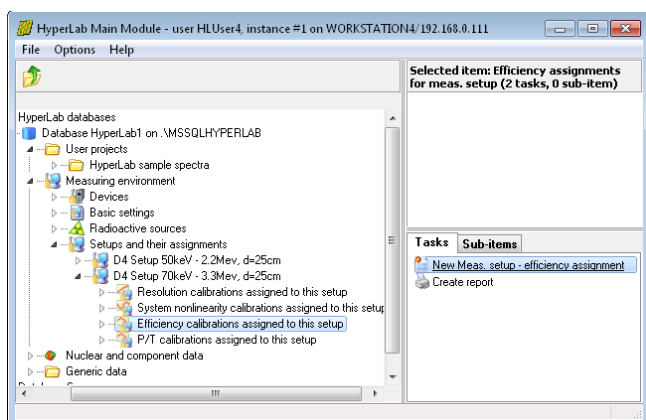 HyperLab Main Module - user HLUser4, instance #1 on WORKSTATION4/192.168.0.111
File Options Help
HyperLab databases
Database HyperLab1 on .\MSSQLHYPERLAB
User projects
HyperLab sample spectra
Measuring environment
Devices
Basic settings
Radioactive sources
Setups and their assignments
D4 Setup 50keV - 2.2Mev, d=25cm
D4 Setup 70keV - 3.3Mev, d=25cm
Resolution calibrations assigned to this setup
System nonlinearity calibrations assigned to this setup
Efficiency calibrations assigned to this setup
P/T calibrations assigned to this setup
Nuclear and component data
Generic data
Selected item: Efficiency assignments
for meas. setup (2 tasks, 0 sub-item)
Tasks Sub-items
New Meas. setup - efficiency assignment
Create report